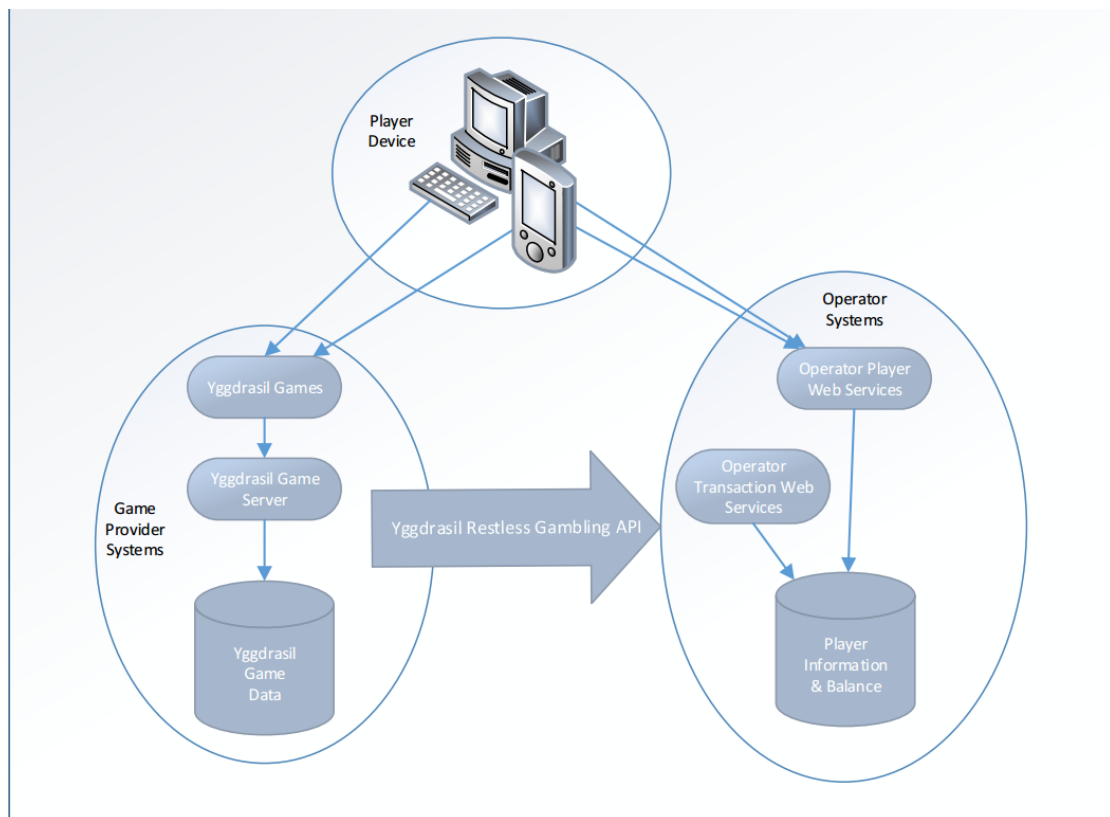 Player
Device
Operator
Systems
Yggdrasil Games
Operator Player
Web Services
Yggdrasil Game
Server
Operator
Transaction Web
Services
Game
Provider
Systems
Yggdrasil Restless Gambling API
Yggdrasil
Game
Data
Player
Information
& Balance